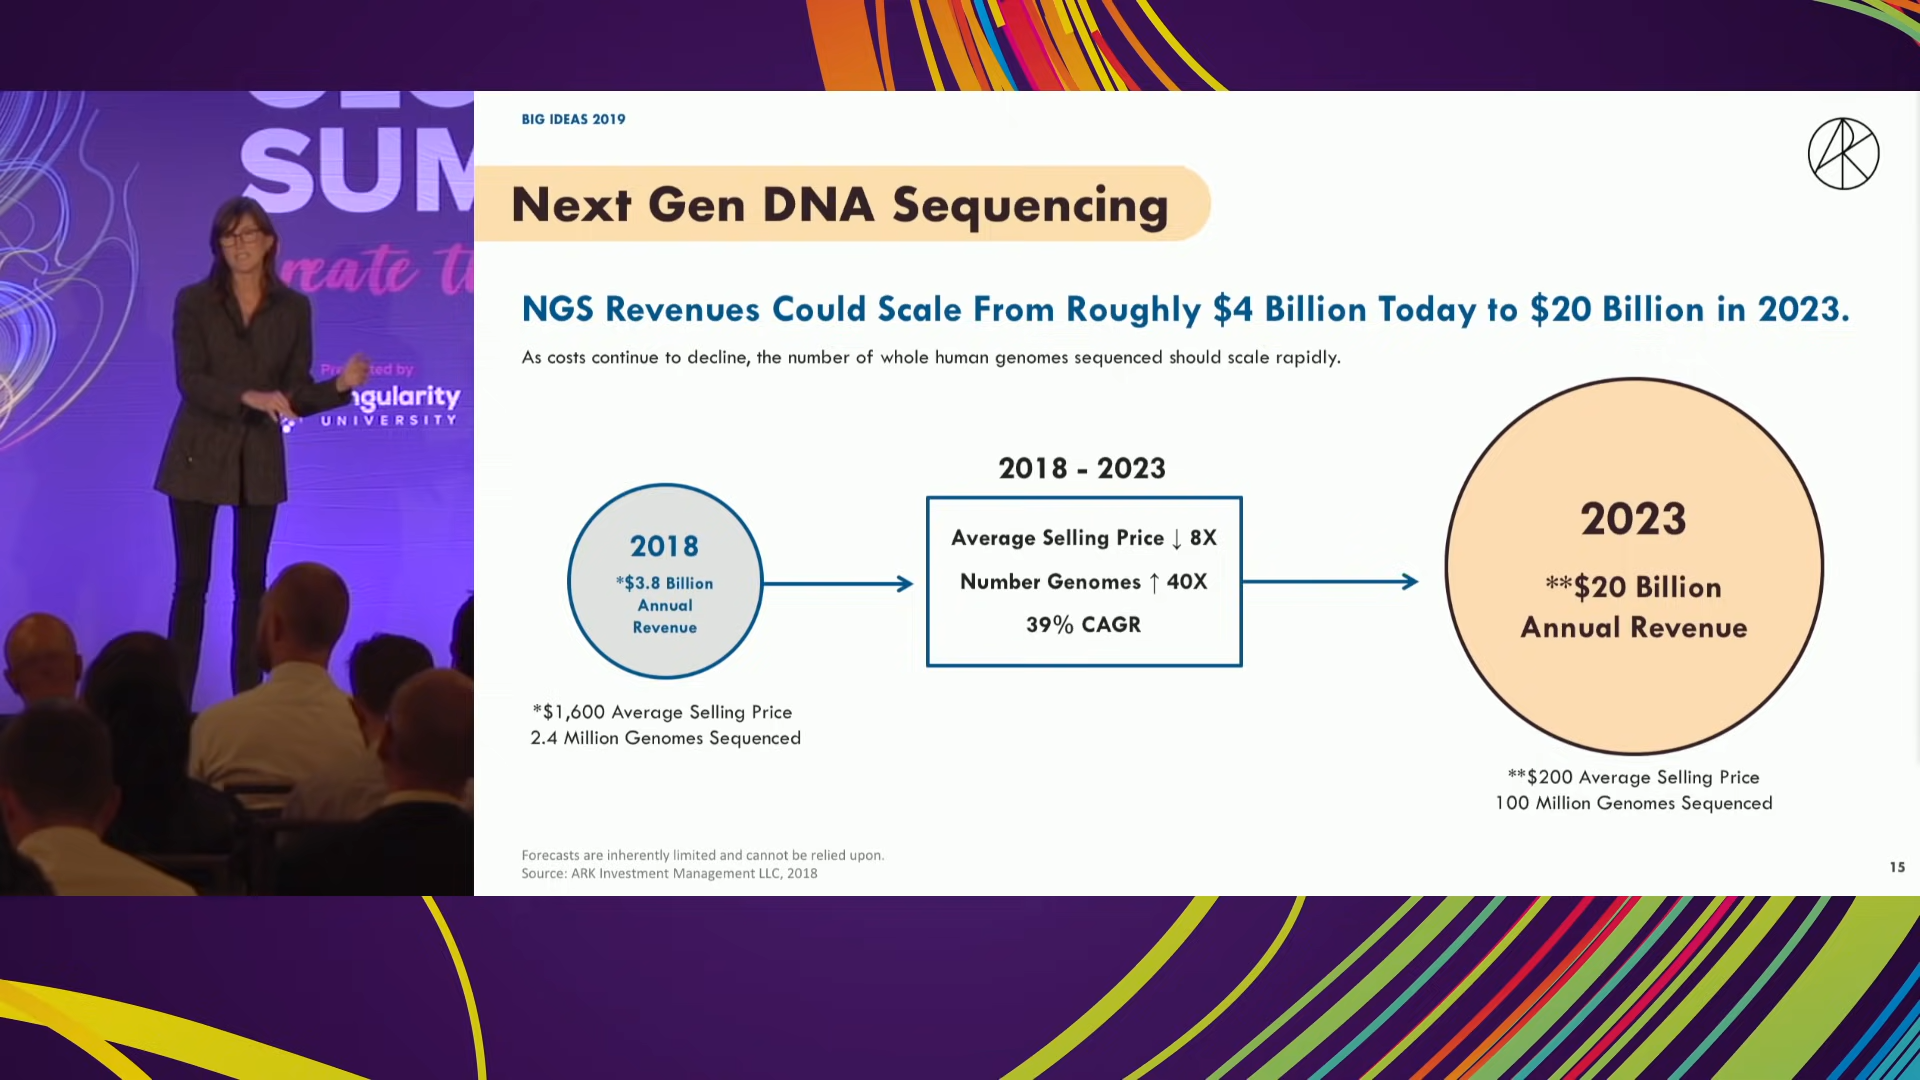 SUM
reate t
ted by
ngularity
UNIVERSITY
BIG IDEAS 2019
Next Gen DNA Sequencing
NGS Revenues Could Scale From Roughly $4 Billion Today to $20 Billion in 2023.
As costs continue to decline, the number of whole human genomes sequenced should scale rapidly.
2018
*$3.8 Billion
Annual
Revenue
*$1,600 Average Selling Price
2.4 Million Genomes Sequenced
2018 - 2023
Average Selling Price ↓ 8X
Number Genomes ↑ 40X
39% CAGR
2023
**$20 Billion
Annual Revenue
**$200 Average Selling Price
100 Million Genomes Sequenced
Forecasts are inherently limited and cannot be relied upon.
Source: ARK Investment Management LLC, 2018
15